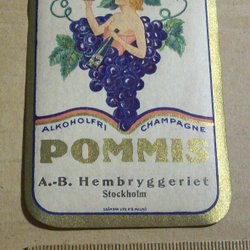 ALKOHOLFRI CHAMPAGNE
POMMIS
A.-B. Hembryggeriet
Stockholm